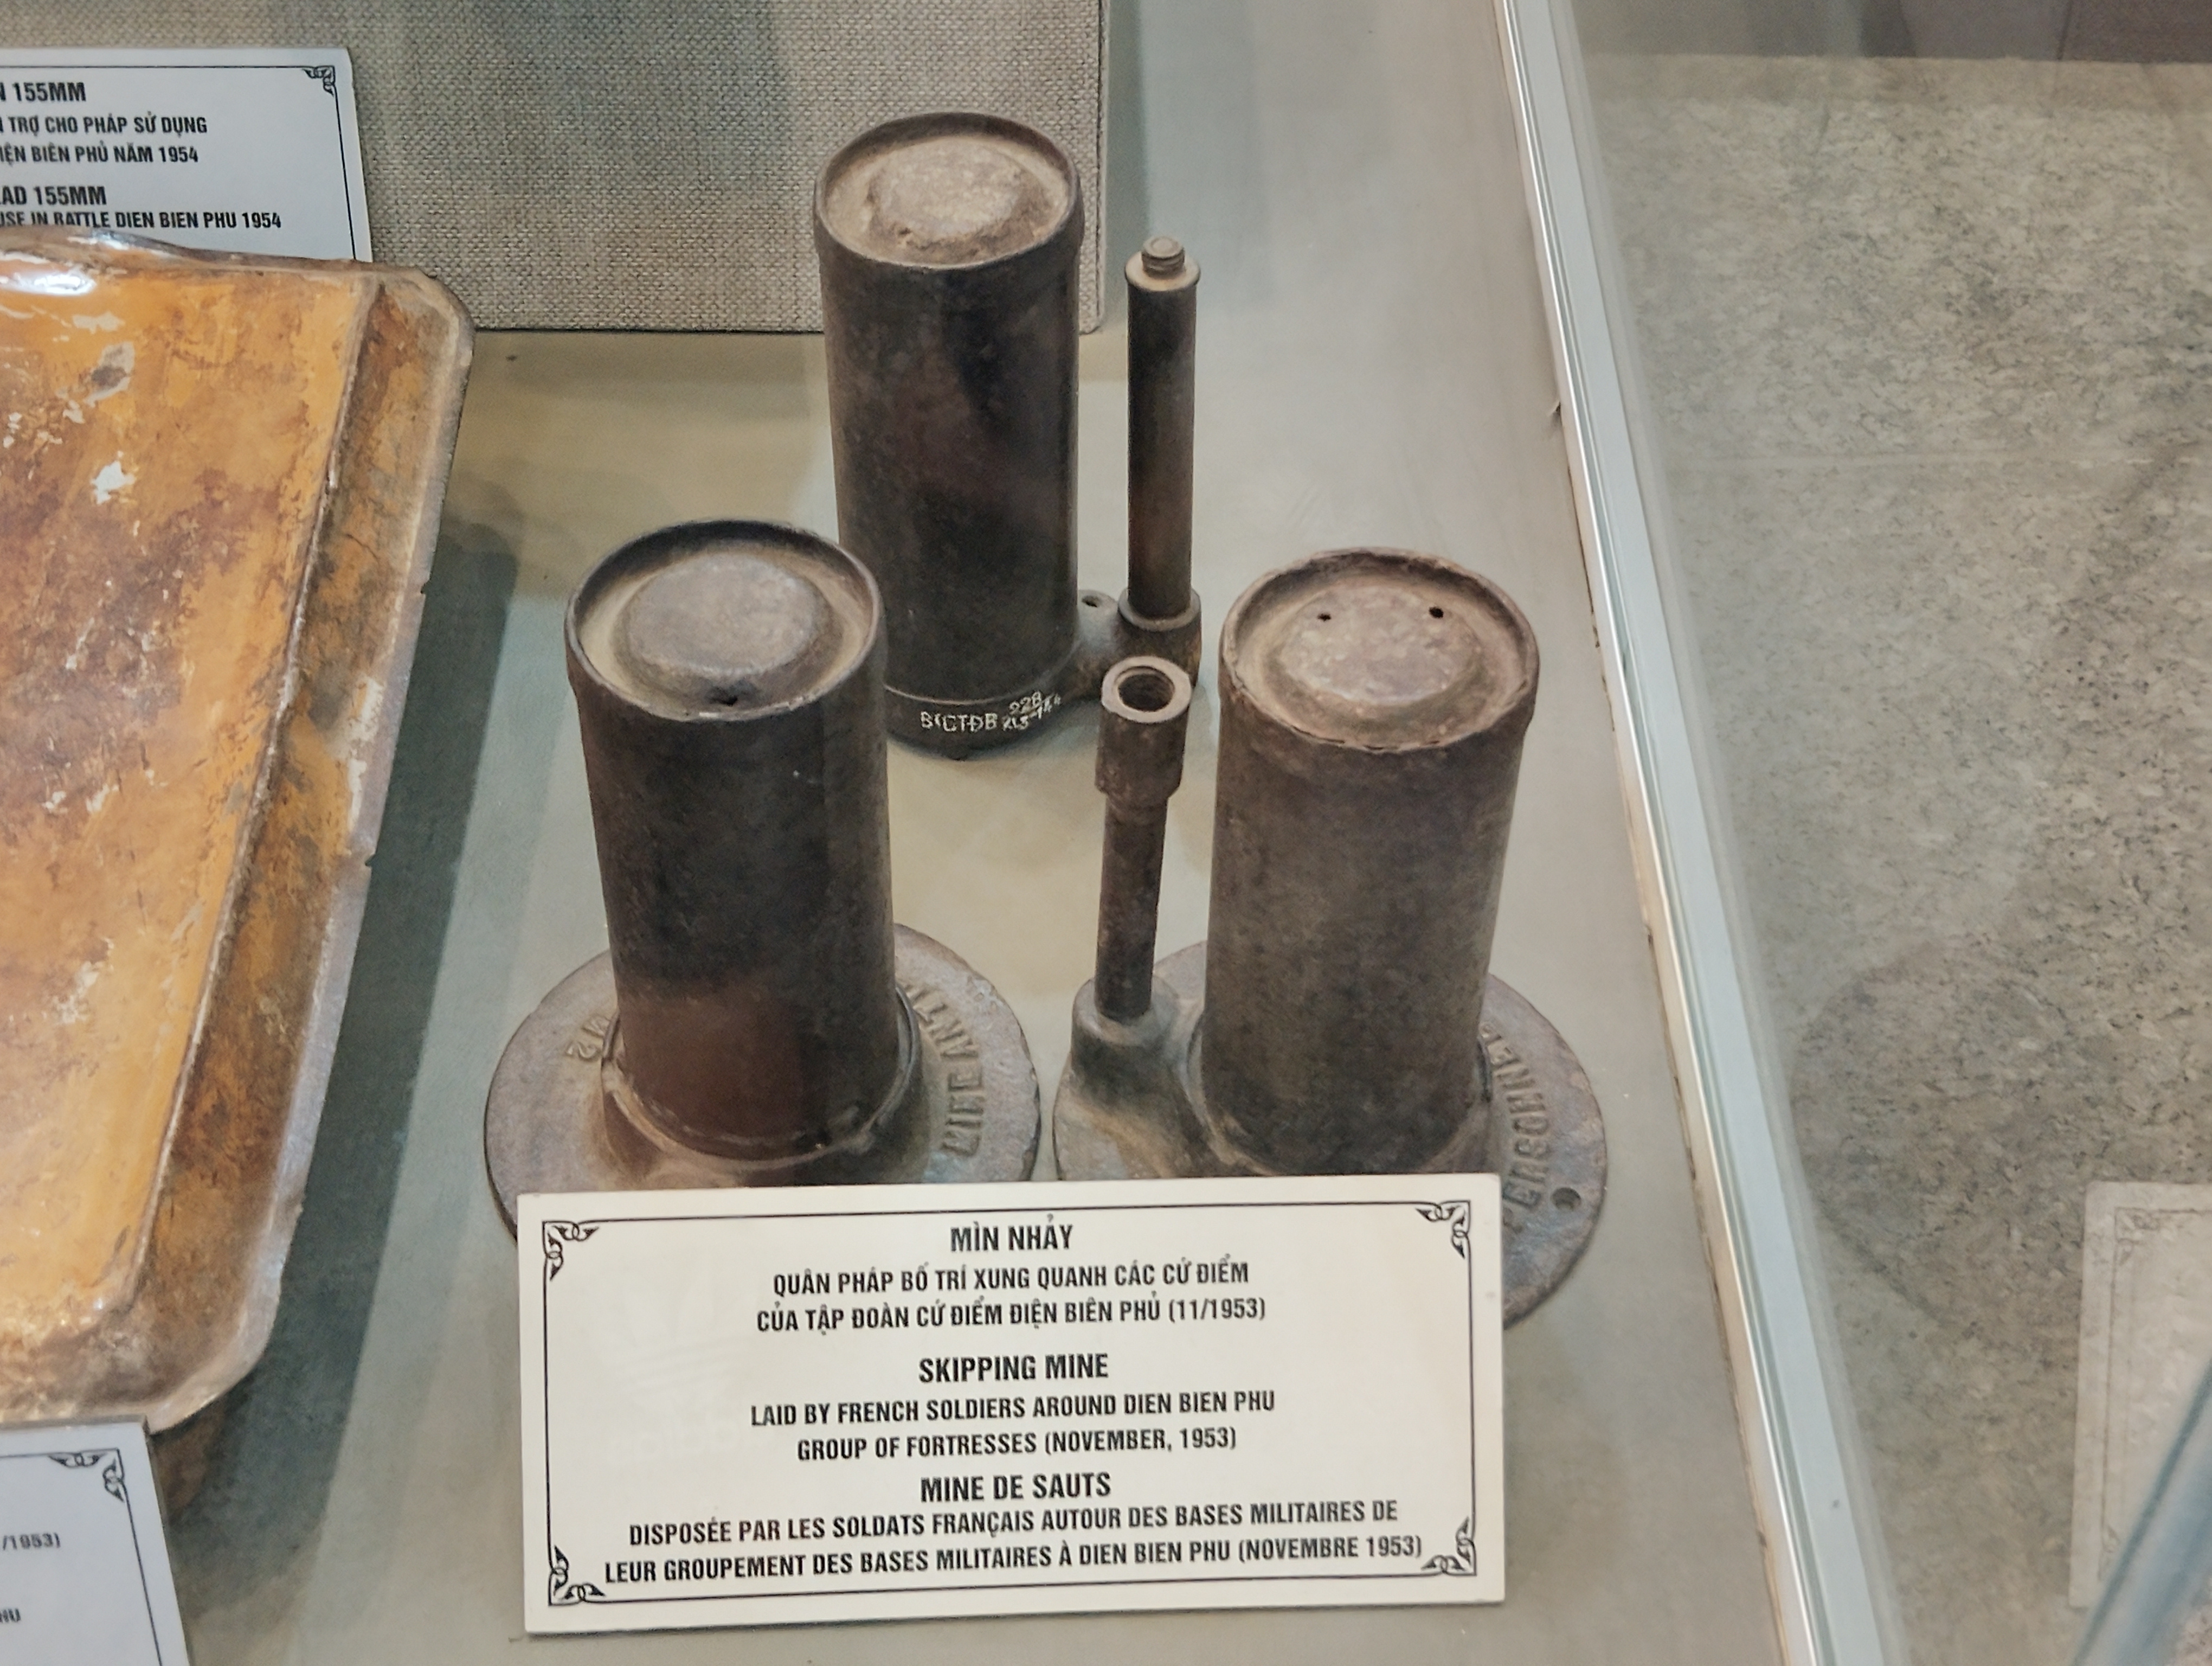 155MM
TRỢ CHO PHÁP SỬ DỤNG
BIÊN PHỦ NĂM 1954
155MM
IN BATTLE DIEN BIEN PHU 1954
BTCTĐB
MINE ANTI
PERSONNEL
MÌN NHẢY
QUÂN PHÁP BỐ TRÍ XUNG QUANH CÁC CỨ ĐIỂM
CỦA TẬP ĐOÀN CỨ ĐIỂM ĐIỆN BIÊN PHỦ (11/1953)
SKIPPING MINE
LAID BY FRENCH SOLDIERS AROUND DIEN BIEN PHU
GROUP OF FORTRESSES (NOVEMBER, 1953)
MINE DE SAUTS
DISPOSÉE PAR LES SOLDATS FRANÇAIS AUTOUR DES BASES MILITAIRES DE
LEUR GROUPEMENT DES BASES MILITAIRES À DIEN BIEN PHU (NOVEMBRE 1953)
/1953)